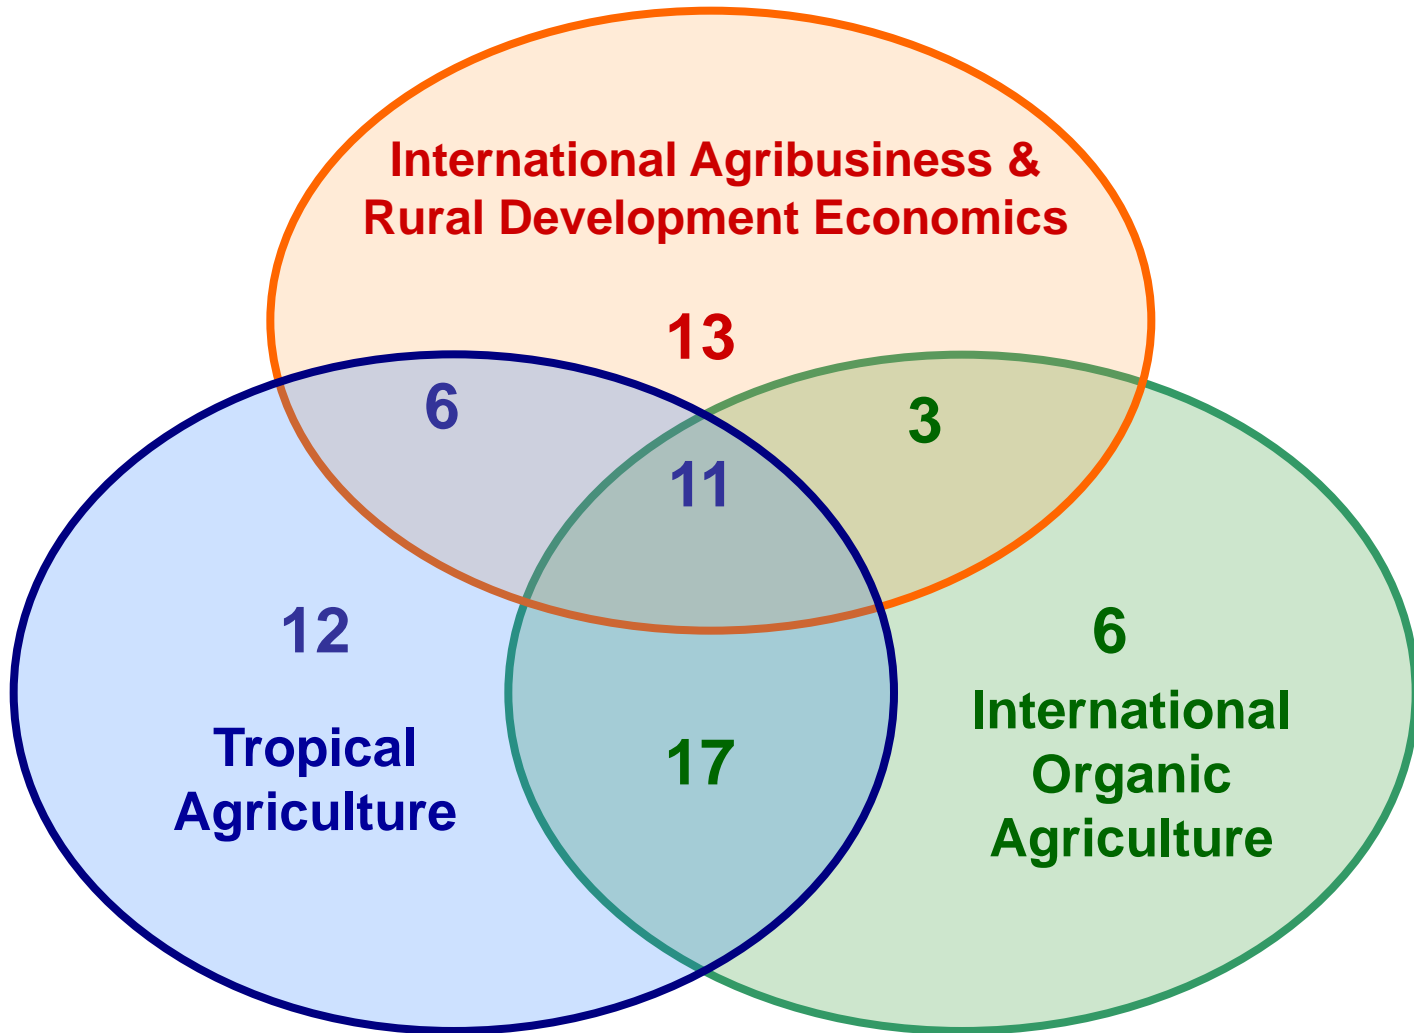 International Agribusiness &
Rural Development Economics
13
6
3
11
12
6
Tropical
Agriculture
17
International
Organic
Agriculture